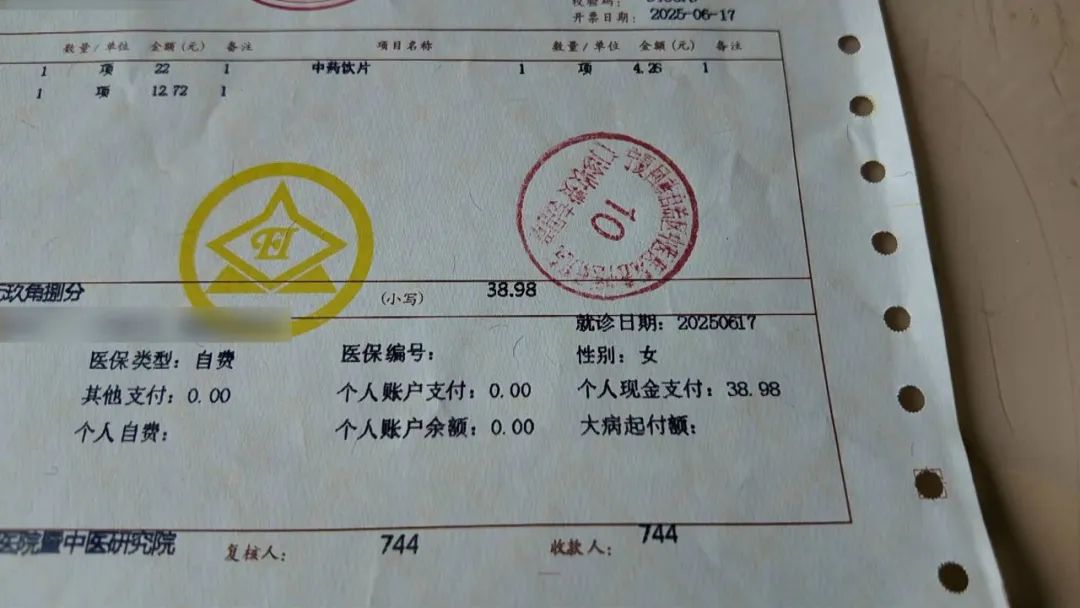 开票日期: 2025-06-17
数量/单位 金额(元) 备注 项目名称 数量/单位 金额(元) 备注
1 项 22 1 中药饮片 1 项 4.26 1
1 项 12.72 1
10
玖角捌分 (小写) 38.98
就诊日期: 20250617
医保类型: 自费 医保编号: 性别: 女
其他支付: 0.00 个人账户支付: 0.00 个人现金支付: 38.98
个人自费: 个人账户余额: 0.00 大病起付额:
医院暨中医研究院 复核人: 744 收款人: 744